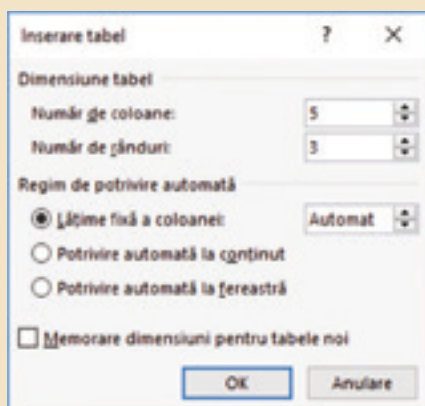 Inserare tabel ? ×
Dimensiune tabel
Număr de coloane: 5
Număr de rânduri: 3
Regim de potrivire automată
Lățime fixă a coloanei: Automat
Potrivire automată la conținut
Potrivire automată la fereastră
Memorare dimensiuni pentru tabele noi
OK Anulare